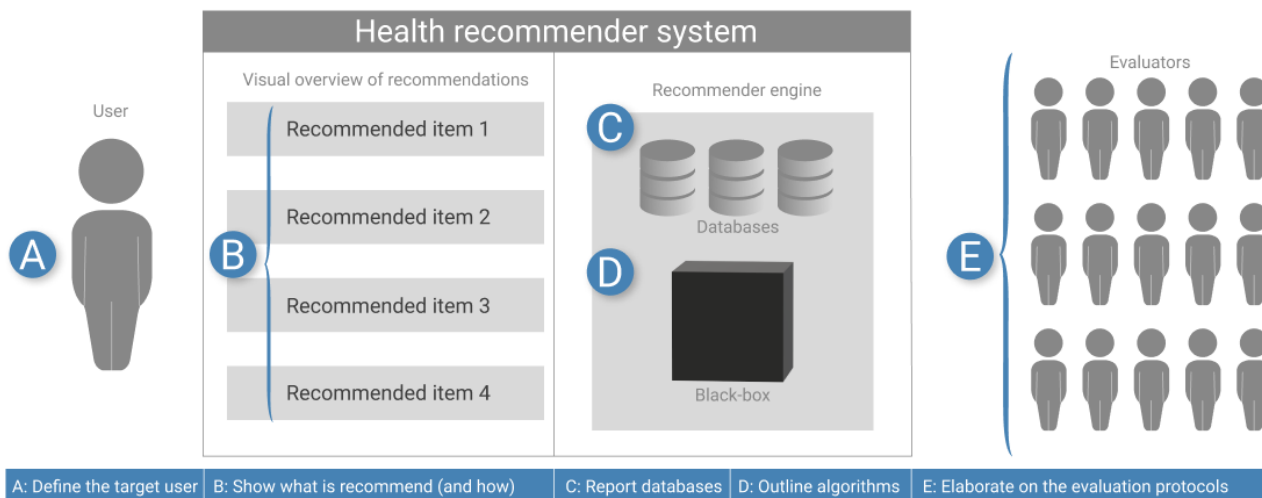 Health recommender system
User
A
Visual overview of recommendations
B
Recommended item 1
Recommended item 2
Recommended item 3
Recommended item 4
Recommender engine
C
Databases
D
Black-box
Evaluators
E
A: Define the target user
B: Show what is recommend (and how)
C: Report databases
D: Outline algorithms
E: Elaborate on the evaluation protocols